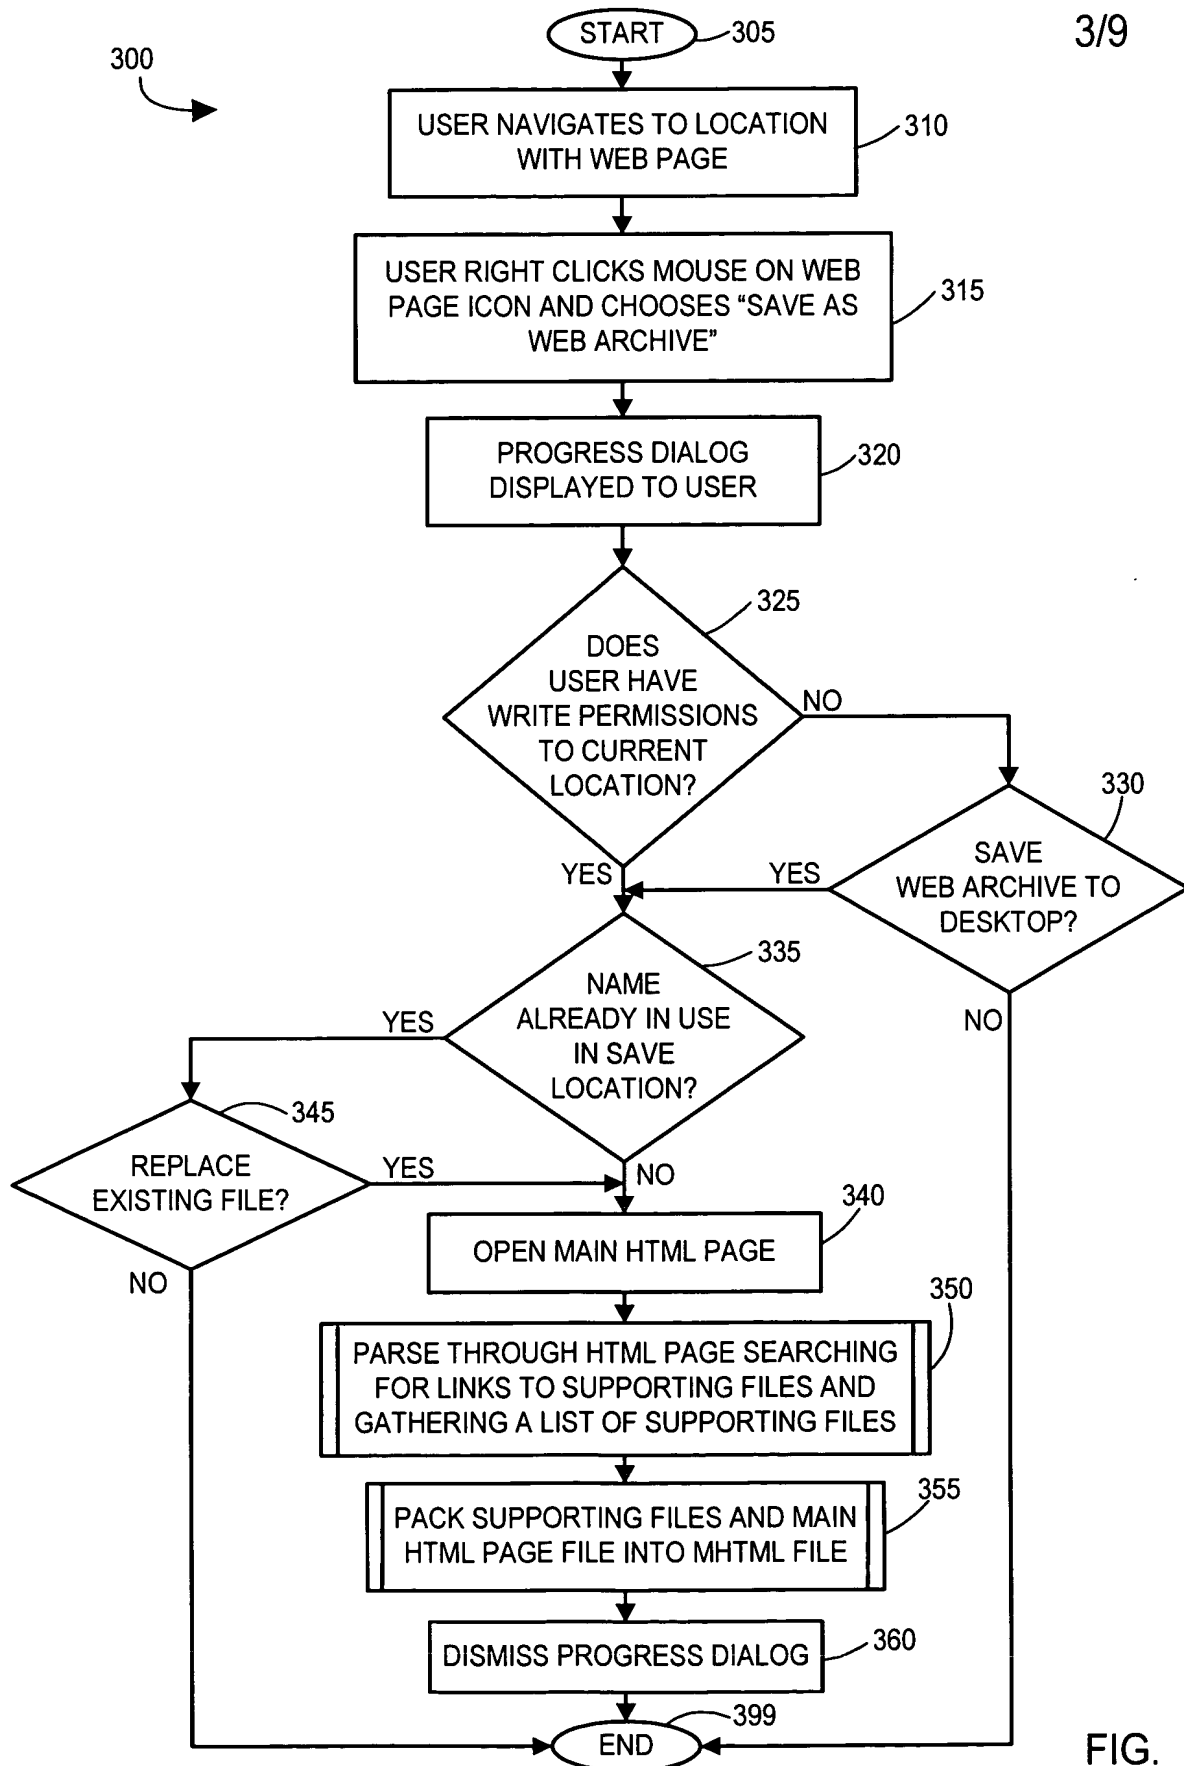 3/9
START
305
300
USER NAVIGATES TO LOCATION
WITH WEB PAGE
310
USER RIGHT CLICKS MOUSE ON WEB
PAGE ICON AND CHOOSES “SAVE AS
WEB ARCHIVE”
315
PROGRESS DIALOG
DISPLAYED TO USER
320
DOES
USER HAVE
WRITE PERMISSIONS
TO CURRENT
LOCATION?
325
NO
YES
330
SAVE
WEB ARCHIVE TO
DESKTOP?
YES
NO
335
NAME
ALREADY IN USE
IN SAVE
LOCATION?
YES
NO
345
REPLACE
EXISTING FILE?
YES
NO
340
OPEN MAIN HTML PAGE
350
PARSE THROUGH HTML PAGE SEARCHING
FOR LINKS TO SUPPORTING FILES AND
GATHERING A LIST OF SUPPORTING FILES
355
PACK SUPPORTING FILES AND MAIN
HTML PAGE FILE INTO MHTML FILE
DISMISS PROGRESS DIALOG
360
399
END
FIG.